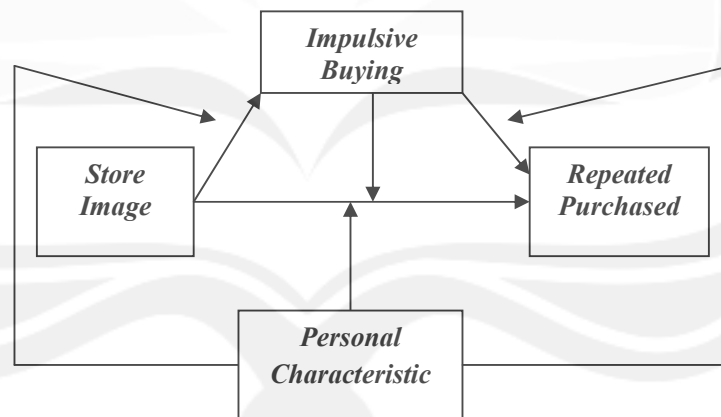 Impulsive
Buying
Store
Image
Repeated
Purchased
Personal
Characteristic